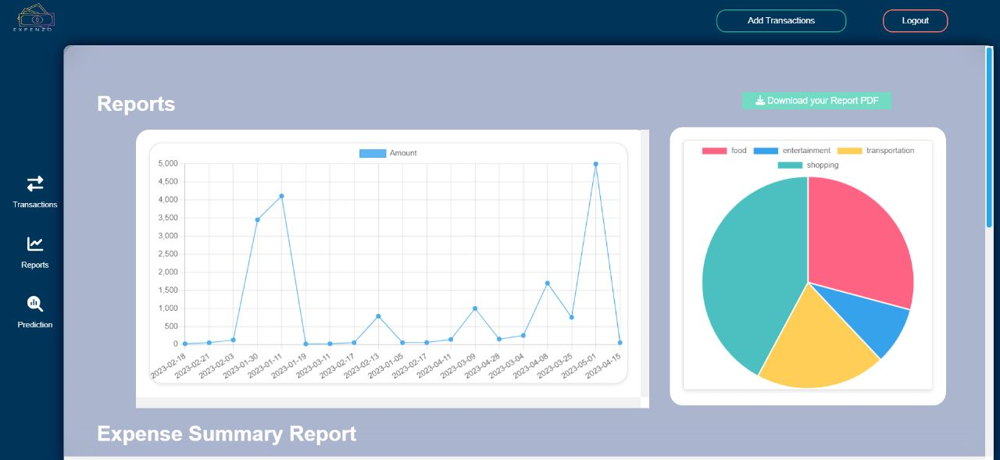 EXPENZO
Add Transactions
Logout
Reports
Download your Report PDF
Amount
5,000
4,500
4,000
3,500
3,000
2,500
2,000
1,500
1,000
500
0
2023-02-18
2023-02-21
2023-02-03
2023-01-30
2023-01-11
2023-01-19
2023-03-11
2023-02-17
2023-02-13
2023-01-05
2023-02-17
2023-04-11
2023-03-09
2023-04-28
2023-03-04
2023-04-08
2023-03-25
2023-05-01
2023-04-15
food entertainment transportation
shopping
Transactions
Reports
Prediction
Expense Summary Report